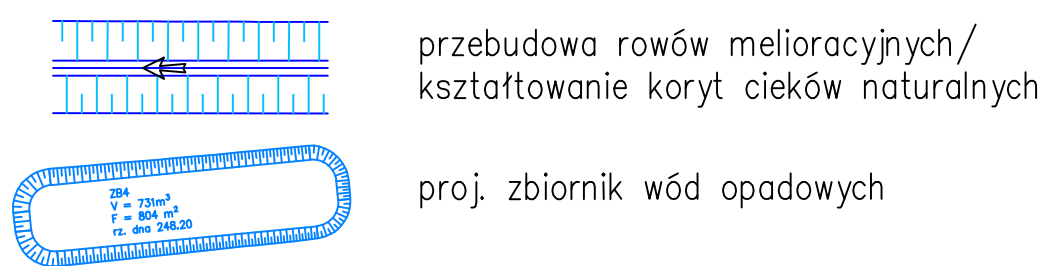 przebudowa rowów melioracyjnych/
kształtowanie koryt cieków naturalnych
ZB4
V = 731m³
F = 804 m²
rz. dna 248.20
proj. zbiornik wód opadowych